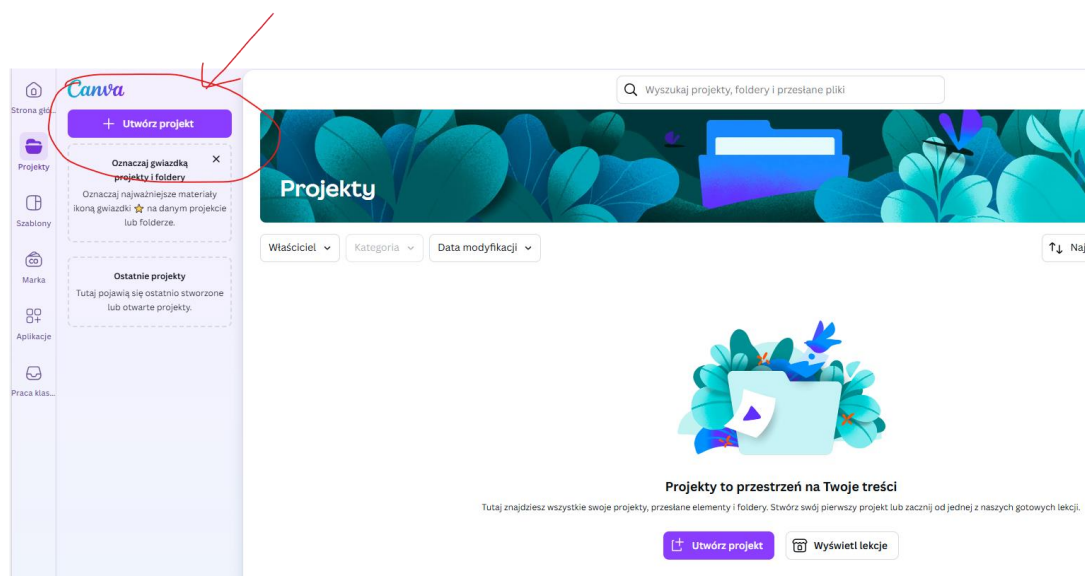 Strona głó...
Projekty
Szablony
Marka
Aplikacje
Praca klas...
Canva
+ Utwórz projekt
Oznaczaj gwiazdką
projekty i foldery
Oznaczaj najważniejsze materiały
ikoną gwiazdki na danym projekcie
lub folderze.
Ostatnie projekty
Tutaj pojawią się ostatnio stworzone
lub otwarte projekty.
Wyszukaj projekty, foldery i przesłane pliki
Projekty
Właściciel
Kategoria
Data modyfikacji
Naj
Projekty to przestrzeń na Twoje treści
Tutaj znajdziesz wszystkie swoje projekty, przesłane elementy i foldery. Stwórz swój pierwszy projekt lub zacznij od jednej z naszych gotowych lekcji.
Utwórz projekt
Wyświetl lekcje